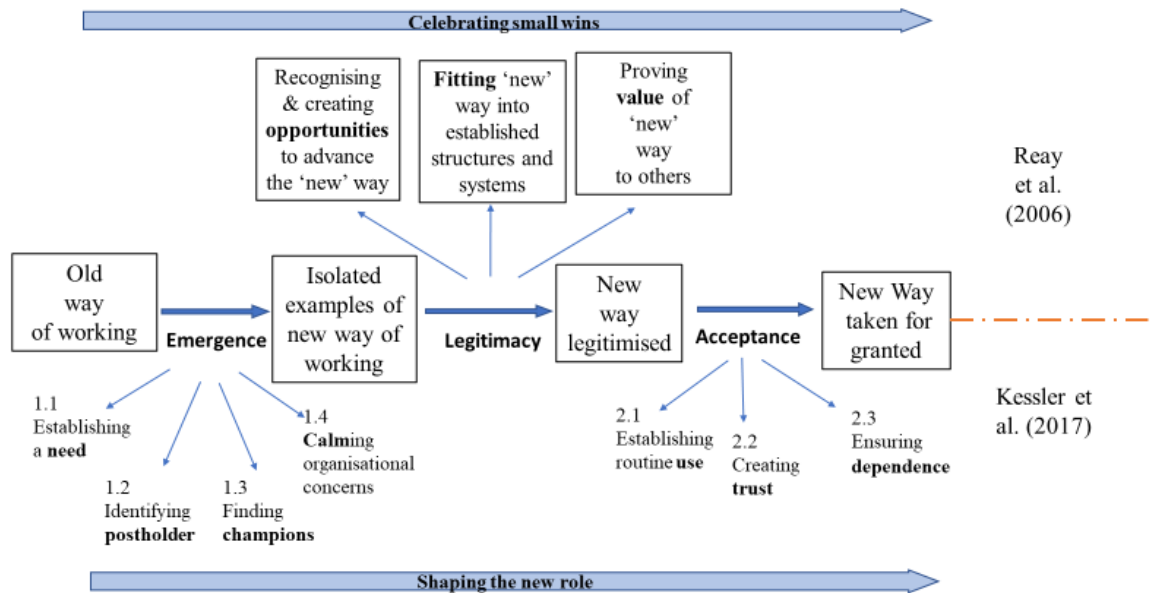 Celebrating small wins
Recognising
& creating
opportunities
to advance
the ‘new’ way
Fitting ‘new’
way into
established
structures and
systems
Proving
value of
‘new’
way
to others
Reay
et al.
(2006)
Old
way
of working
Emergence
Isolated
examples of
new way of
working
Legitimacy
New
way
legitimised
Acceptance
New Way
taken for
granted
Kessler et
al. (2017)
1.1
Establishing
a need
1.2
Identifying
postholder
1.3
Finding
champions
1.4
Calming
organisational
concerns
2.1
Establishing
routine use
2.2
Creating
trust
2.3
Ensuring
dependence
Shaping the new role